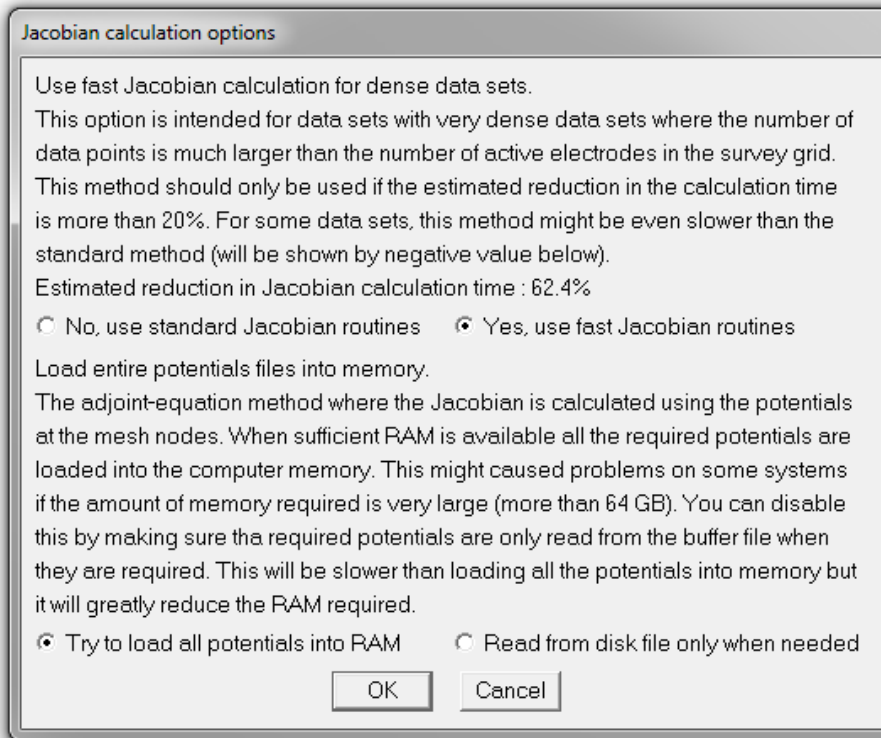 Jacobian calculation options
Use fast Jacobian calculation for dense data sets.
This option is intended for data sets with very dense data sets where the number of
data points is much larger than the number of active electrodes in the survey grid.
This method should only be used if the estimated reduction in the calculation time
is more than 20%. For some data sets, this method might be even slower than the
standard method (will be shown by negative value below).
Estimated reduction in Jacobian calculation time : 62.4%
No, use standard Jacobian routines Yes, use fast Jacobian routines
Load entire potentials files into memory.
The adjoint-equation method where the Jacobian is calculated using the potentials
at the mesh nodes. When sufficient RAM is available all the required potentials are
loaded into the computer memory. This might caused problems on some systems
if the amount of memory required is very large (more than 64 GB). You can disable
this by making sure tha required potentials are only read from the buffer file when
they are required. This will be slower than loading all the potentials into memory but
it will greatly reduce the RAM required.
Try to load all potentials into RAM Read from disk file only when needed
OK Cancel